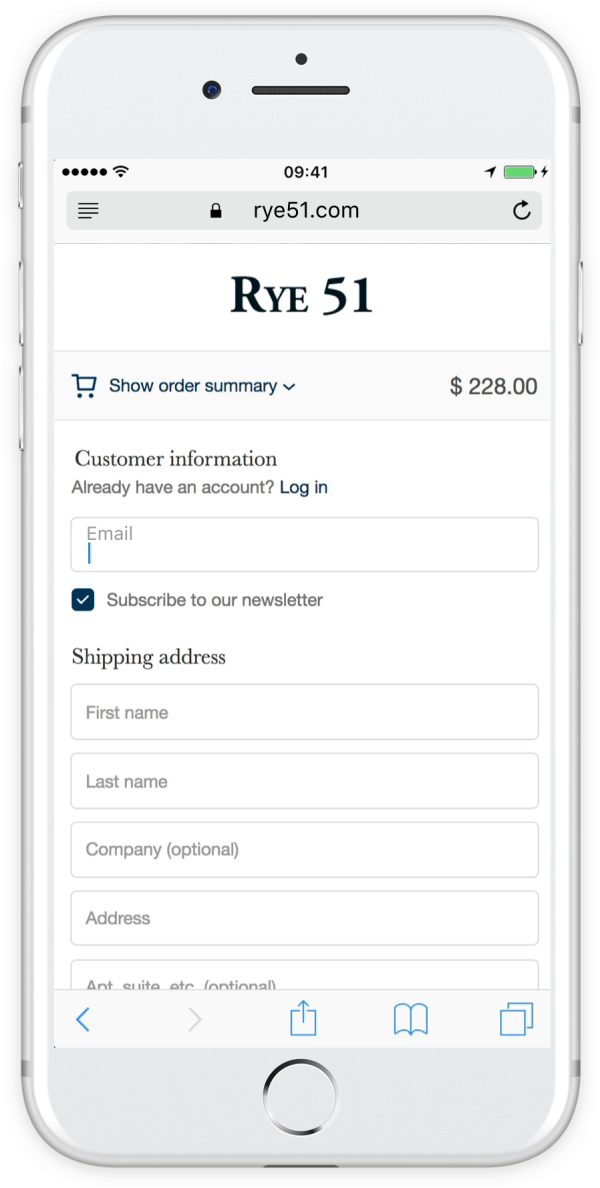 09:41
rye51.com
RYE 51
Show order summary $ 228.00
Customer information
Already have an account? Log in
Email
Subscribe to our newsletter
Shipping address
First name
Last name
Company (optional)
Address
Apt, suite, etc. (optional)